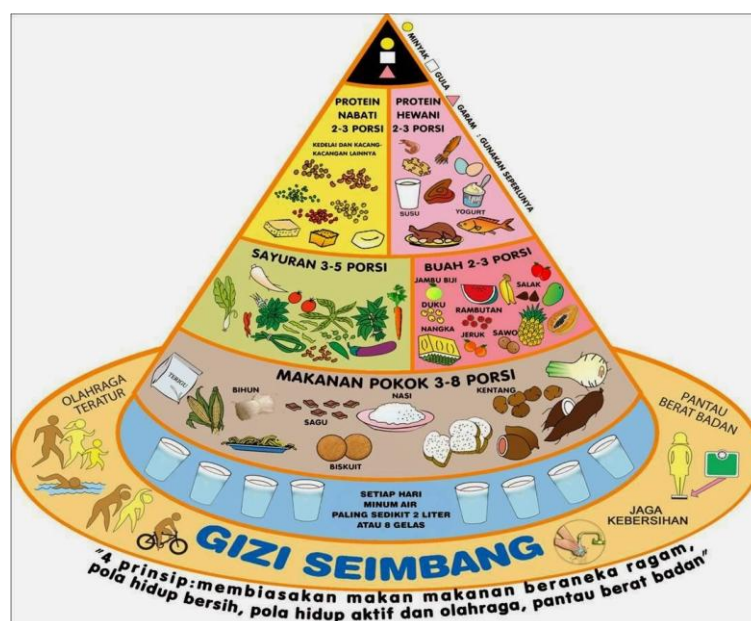 MINYAK GULA GARAM : GUNAKAN SEPERLUNYA
PROTEIN
NABATI
2-3 PORSI
KEDELAI DAN KACANG-
KACANGAN LAINNYA
PROTEIN
HEWANI
2-3 PORSI
SUSU
YOGURT
SAYURAN 3-5 PORSI
BUAH 2-3 PORSI
JAMBU BIJI
SALAK
DUKU
RAMBUTAN
NANGKA
JERUK
SAWO
MAKANAN POKOK 3-8 PORSI
TERIGU
BIHUN
SAGU
NASI
KENTANG
BISKUIT
OLAHRAGA
TERATUR
PANTAU
BERAT BADAN
SETIAP HARI
MINUM AIR
PALING SEDIKIT 2 LITER
ATAU 8 GELAS
JAGA
KEBERSIHAN
GIZI SEIMBANG
"4 prinsip:membiasakan makan makanan beraneka ragam,
pola hidup bersih, pola hidup aktif dan olahraga, pantau berat badan"